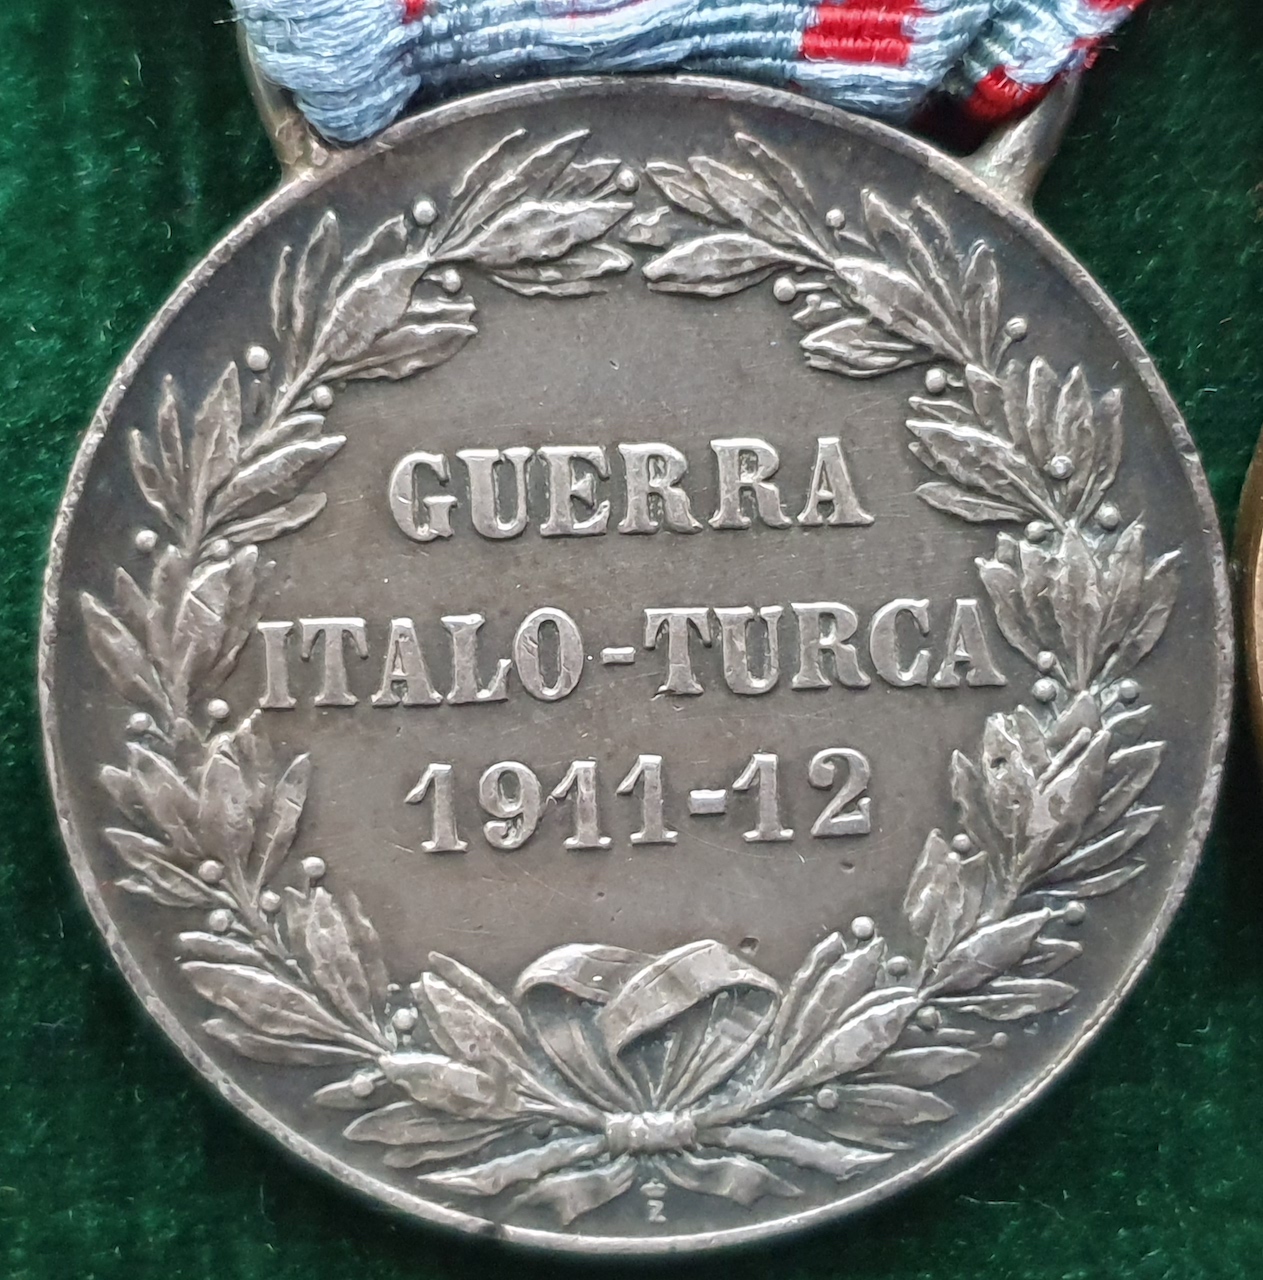 GUERRA
ITALO-TURCA
1911-12
Z